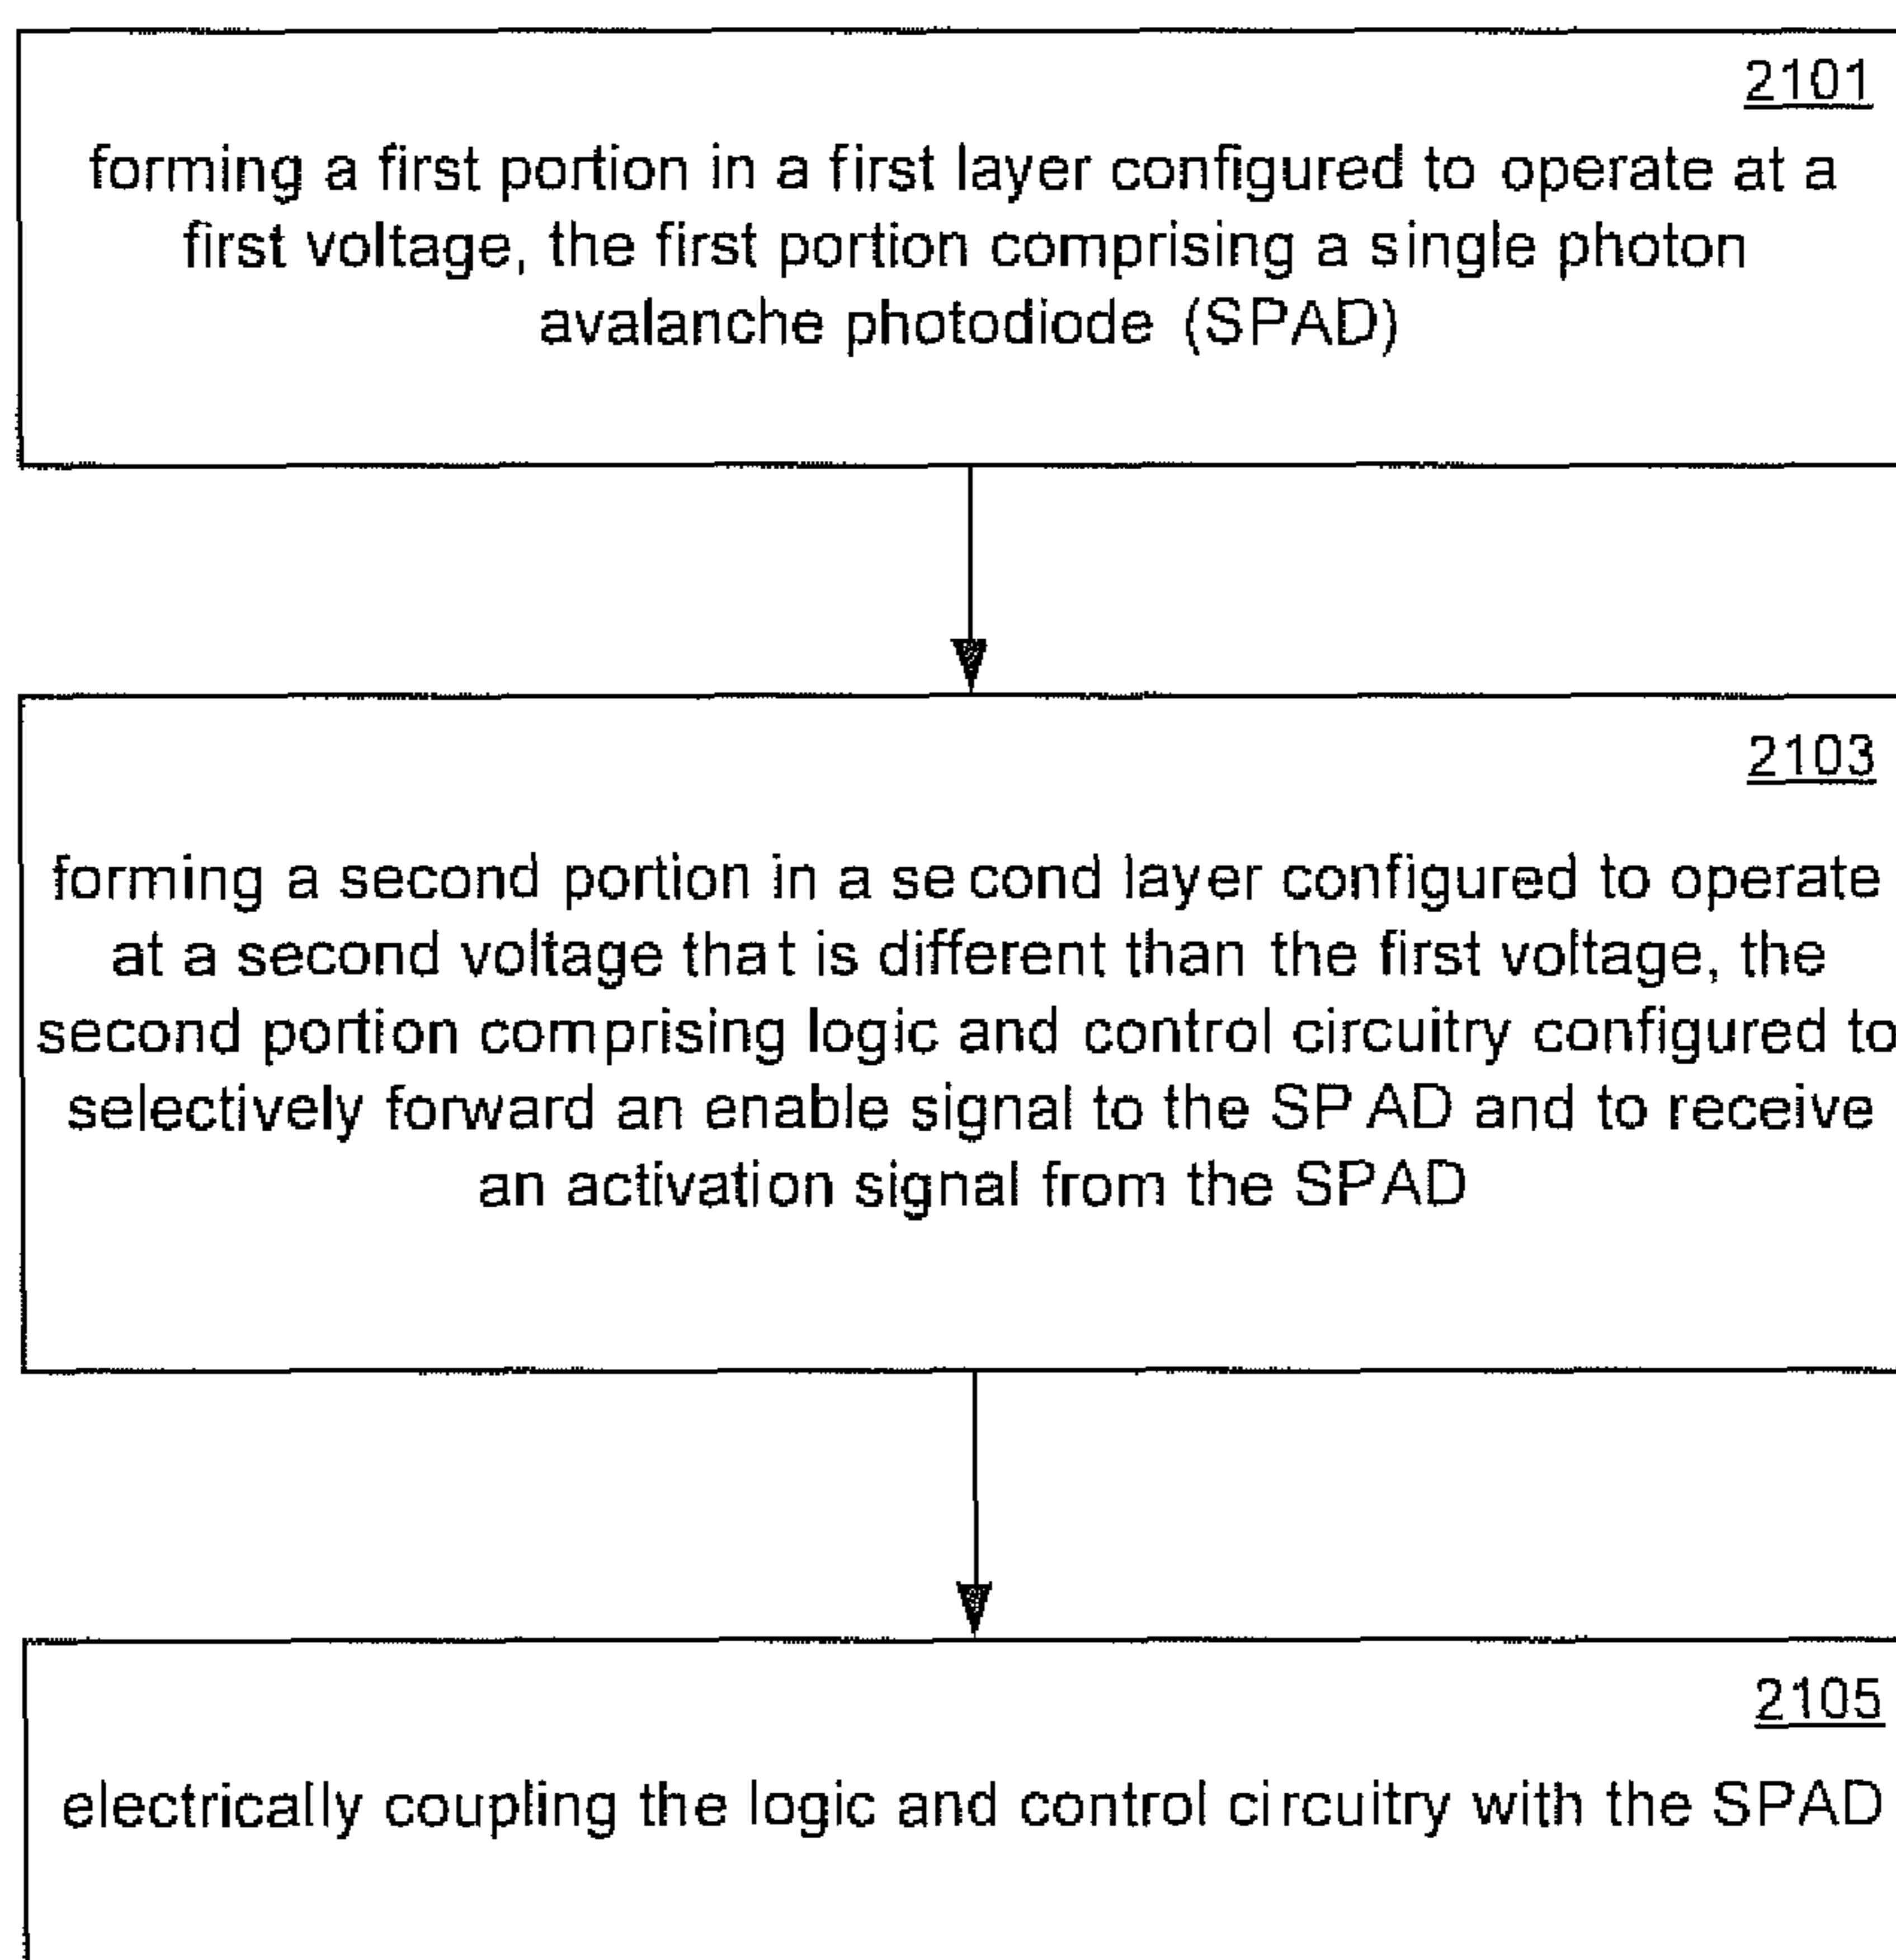 2101
forming a first portion in a first layer configured to operate at a
first voltage, the first portion comprising a single photon
avalanche photodiode (SPAD)
2103
forming a second portion in a second layer configured to operate
at a second voltage that is different than the first voltage, the
second portion comprising logic and control circuitry configured to
selectively forward an enable signal to the SPAD and to receive
an activation signal from the SPAD
2105
electrically coupling the logic and control circuitry with the SPAD